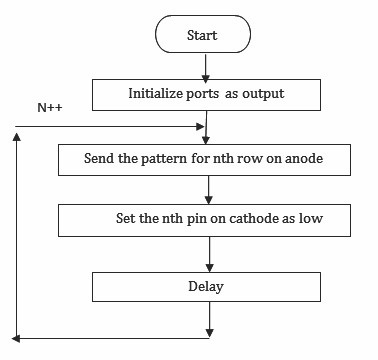 Start
Initialize ports as output
N++
Send the pattern for nth row on anode
Set the nth pin on cathode as low
Delay